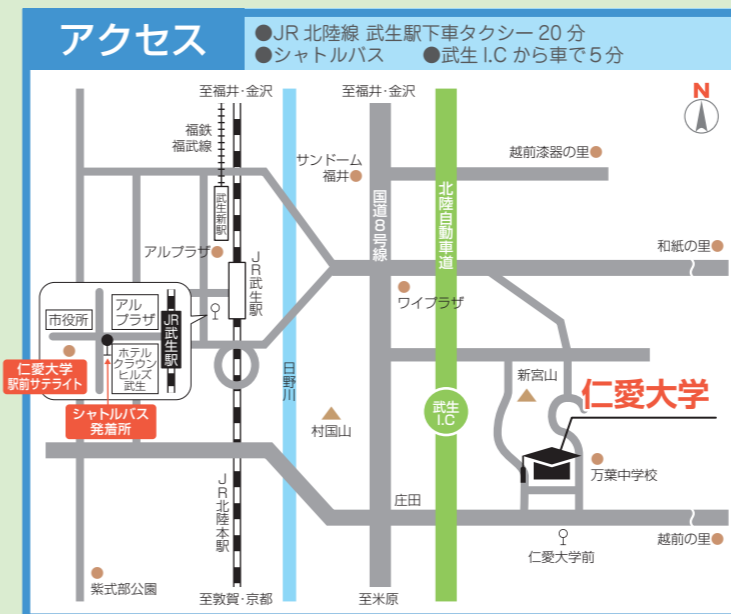 アクセス
●JR 北陸線 武生駅下車タクシー 20 分
●シャトルバス ●武生 I.C から車で 5 分
至福井・金沢
至福井・金沢
N
福鉄
福武線
サンドーム
福井
越前漆器の里
武生新駅
国道8号線
北陸自動車道
アルプラザ
JR武生駅
和紙の里
ワイプラザ
市役所
アル
プラザ
JR武生駅
ホテル
クラウン
ヒルズ
武生
仁愛大学
駅前サテライト
シャトルバス
発着所
日野川
村国山
武生
I.C
新宮山
仁愛大学
万葉中学校
JR北陸本駅
庄田
仁愛大学前
越前の里
紫式部公園
至敦賀・京都
至米原